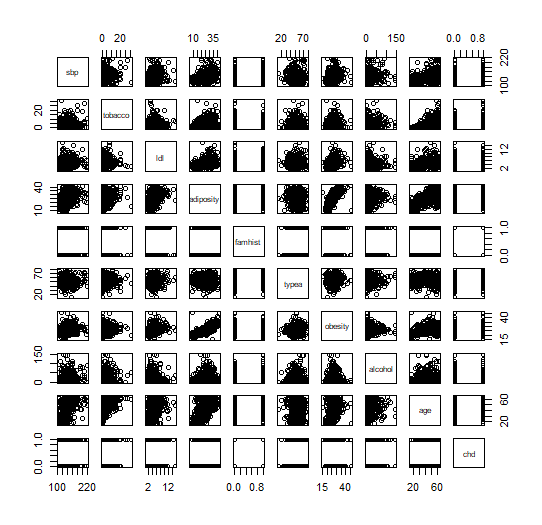 0 20 10 35 20 70 0 150 0.0 0.8
sbp 100 220
0 20 tobacco
ldl 2 12
10 40 adiposity
0.0 1.0 famhist
20 70 typea
obesity 15 40
0 150 alcohol
age 20 60
0.0 1.0 chd
100 220 2 12 0.0 0.8 15 40 20 60